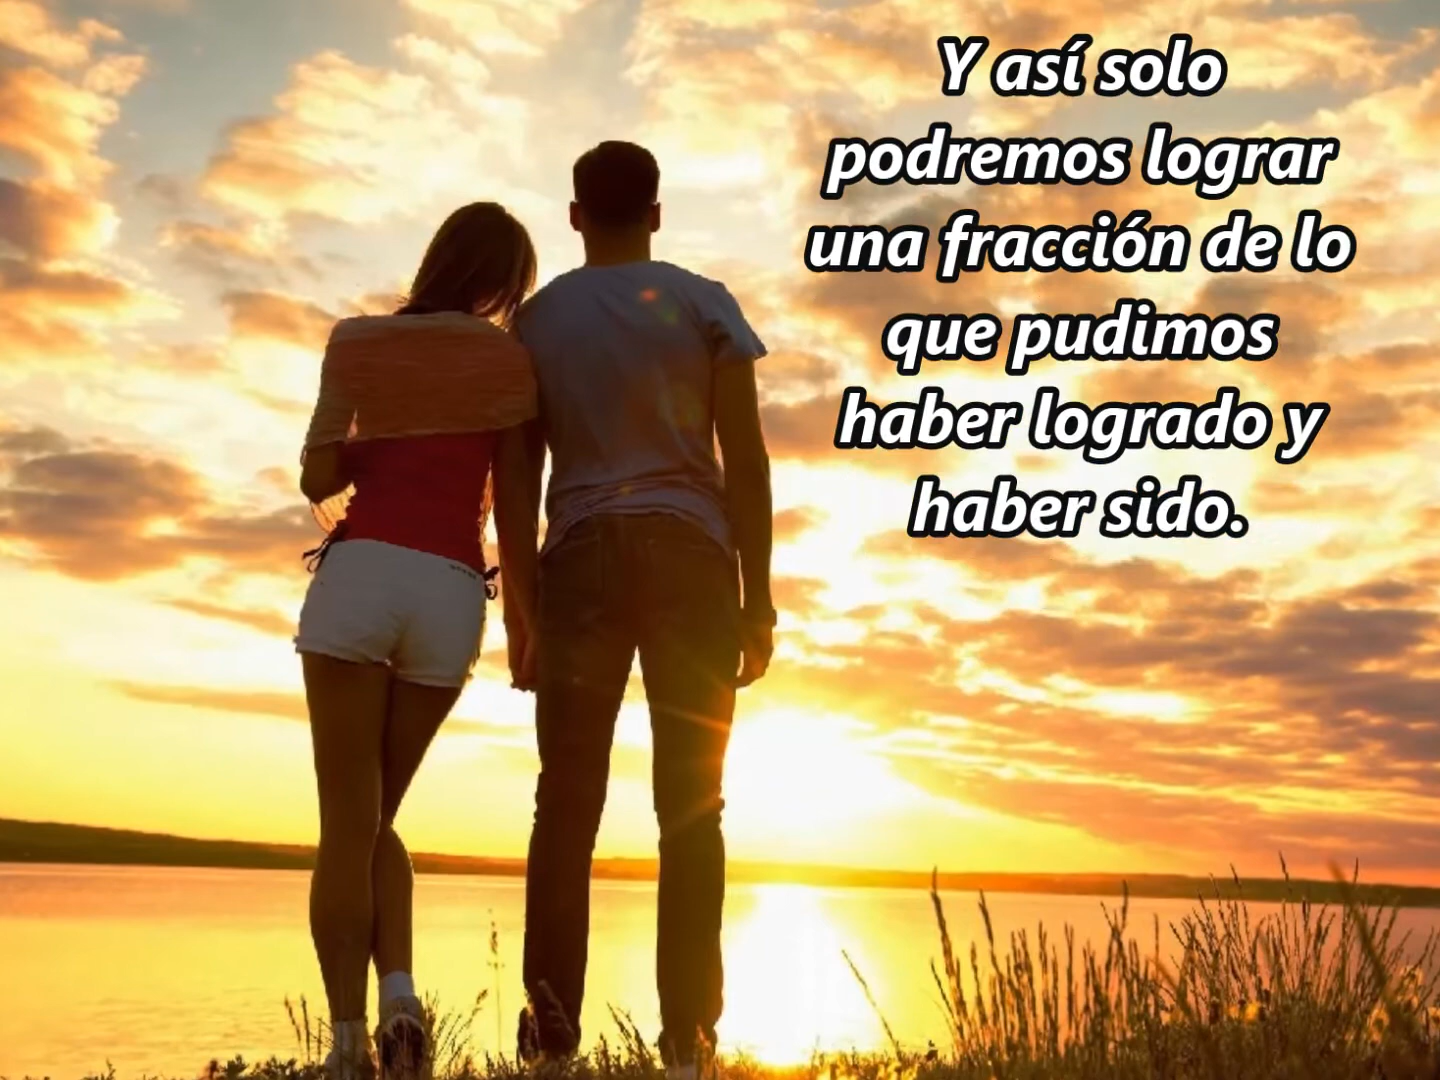 Y así solo
podremos lograr
una fracción de lo
que pudimos
haber logrado y
haber sido.